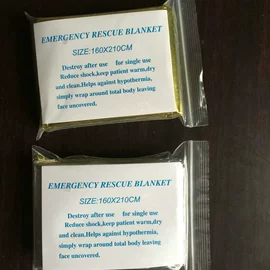 EMERGENCY RESCUE BLANKET
SIZE:160X210CM
Destroy after use for single use
Reduce shock,keep patient warm,dry
and clean.Helps against hypothermia,
simply wrap around total body leaving
face uncovered.
EMERGENCY RESCUE BLANKET
SIZE:160X210CM
Destroy after use for single use
Reduce shock,keep patient warm,dry
and clean.Helps against hypothermia,
simply wrap around total body leaving
face uncovered.